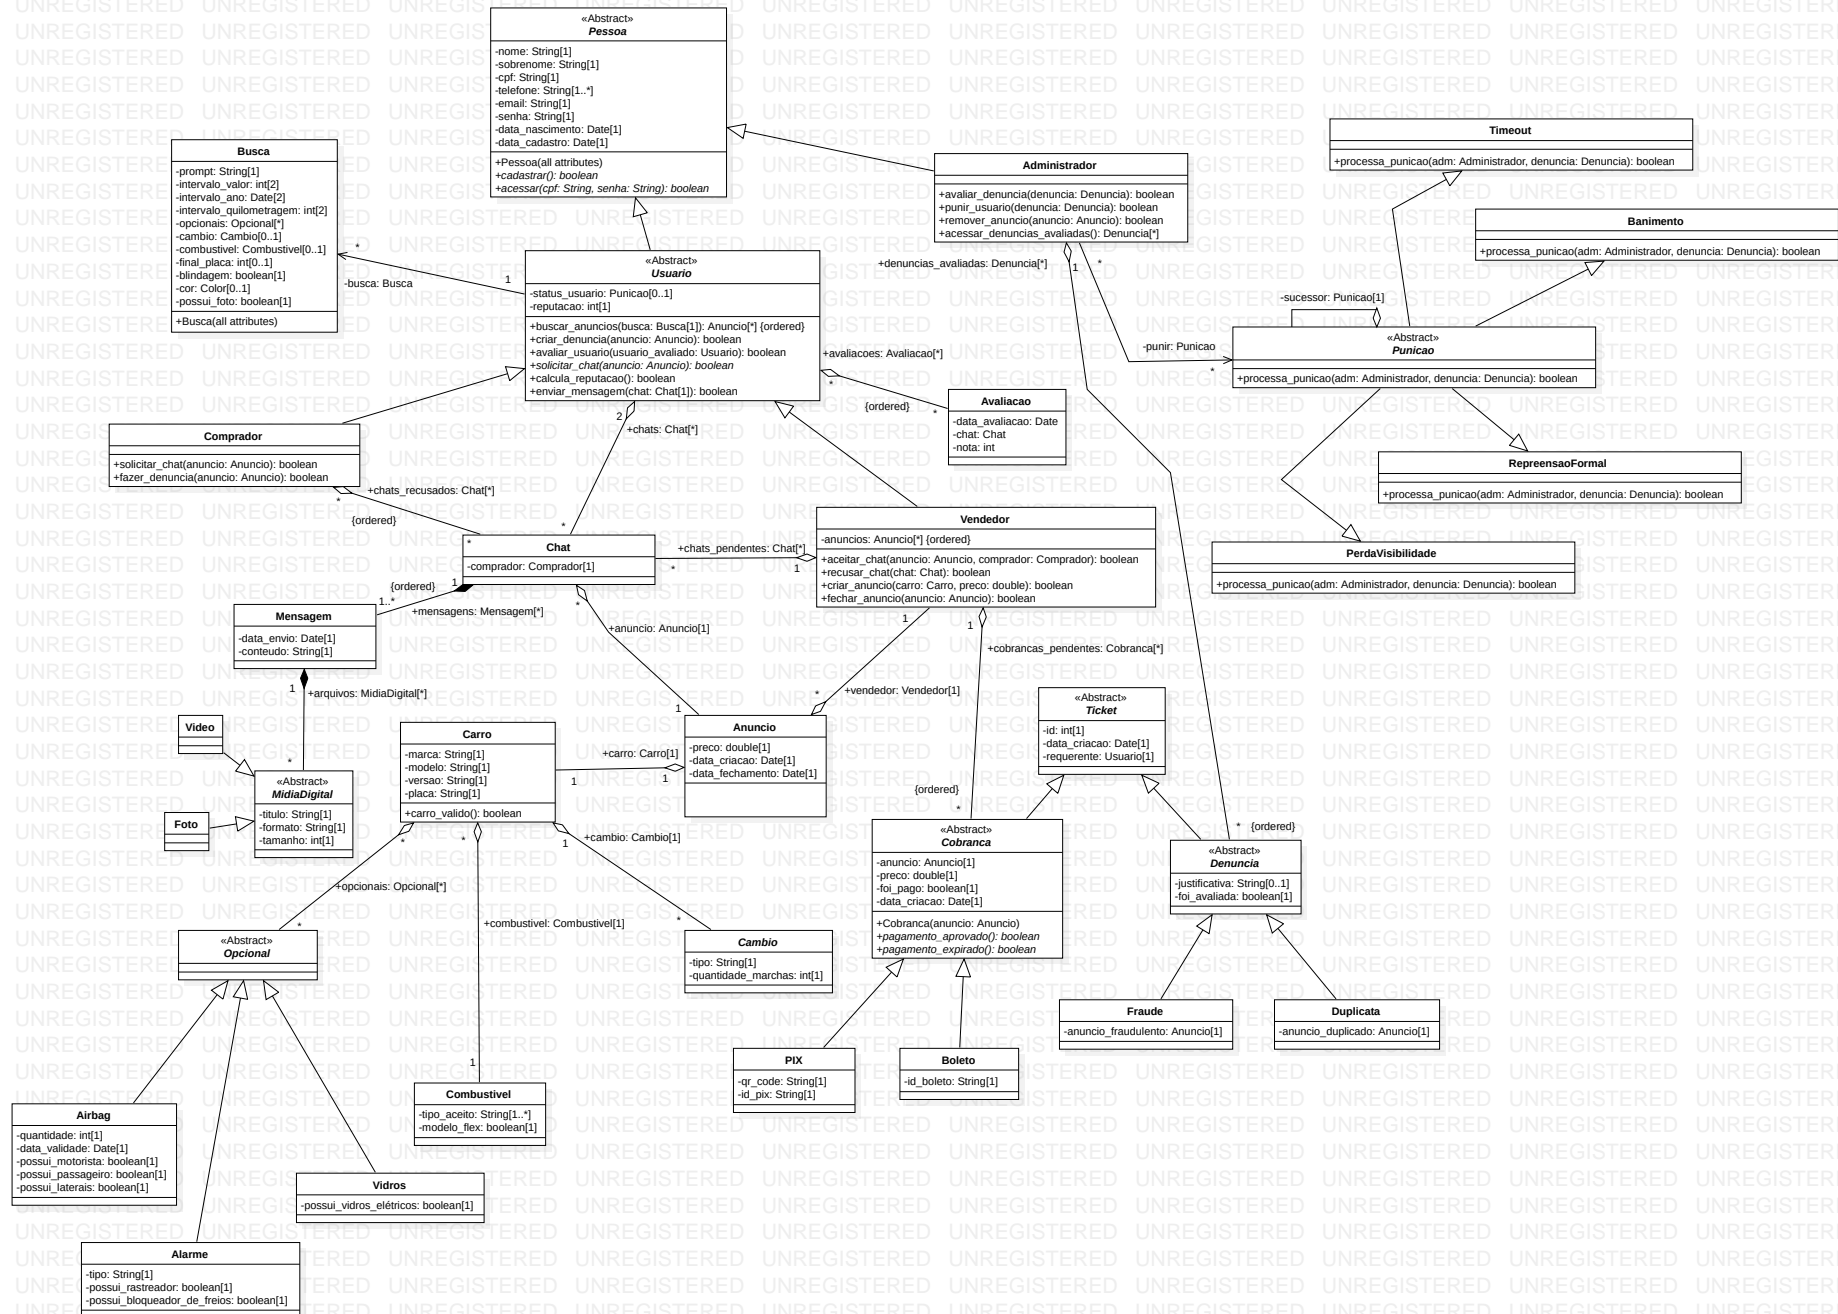 «Abstract»
Pessoa
-nome: String[1]
-sobrenome: String[1]
-cpf: String[1]
-telefone: String[1..*]
-email: String[1]
-senha: String[1]
-data_nascimento: Date[1]
-data_cadastro: Date[1]
+Pessoa(all attributes)
+cadastrar(): boolean
+acessar(cpf: String, senha: String): boolean
Busca
-prompt: String[1]
-intervalo_valor: int[2]
-intervalo_ano: Date[2]
-intervalo_quilometragem: int[2]
-opcionais: Opcional[*]
-cambio: Cambio[0..1]
-combustivel: Combustivel[0..1]
-final_placa: int[0..1]
-blindagem: boolean[1]
-cor: Color[0..1]
-possui_foto: boolean[1]
+Busca(all attributes)
*
-busca: Busca
1
Administrador
+avaliar_denuncia(denuncia: Denuncia): boolean
+punir_usuario(denuncia: Denuncia): boolean
+remover_anuncio(anuncio: Anuncio): boolean
+acessar_denuncias_avaliadas(): Denuncia[*]
+denuncias_avaliadas: Denuncia[*]
1
*
-punir: Punicao
*
Timeout
+processa_punicao(adm: Administrador, denuncia: Denuncia): boolean
Banimento
+processa_punicao(adm: Administrador, denuncia: Denuncia): boolean
-sucessor: Punicao[1]
«Abstract»
Punicao
+processa_punicao(adm: Administrador, denuncia: Denuncia): boolean
RepreensaoFormal
+processa_punicao(adm: Administrador, denuncia: Denuncia): boolean
PerdaVisibilidade
+processa_punicao(adm: Administrador, denuncia: Denuncia): boolean
«Abstract»
Usuario
-status_usuario: Punicao[0..1]
-reputacao: int[1]
+buscar_anuncios(busca: Busca[1]): Anuncio[*] {ordered}
+criar_denuncia(anuncio: Anuncio): boolean
+avaliar_usuario(usuario_avaliado: Usuario): boolean
+solicitar_chat(anuncio: Anuncio): boolean
+calcula_reputacao(): boolean
+enviar_mensagem(chat: Chat[1]): boolean
+avaliacoes: Avaliacao[*]
*
{ordered}
*
Avaliacao
-data_avaliacao: Date
-chat: Chat
-nota: int
2
+chats: Chat[*]
*
Comprador
+solicitar_chat(anuncio: Anuncio): boolean
+fazer_denuncia(anuncio: Anuncio): boolean
+chats_recusados: Chat[*]
*
{ordered}
*
Chat
-comprador: Comprador[1]
+chats_pendentes: Chat[*]
*
1
Vendedor
-anuncios: Anuncio[*] {ordered}
+aceitar_chat(anuncio: Anuncio, comprador: Comprador): boolean
+recusar_chat(chat: Chat): boolean
+criar_anuncio(carro: Carro, preco: double): boolean
+fechar_anuncio(anuncio: Anuncio): boolean
{ordered}
1
1..*
+mensagens: Mensagem[*]
Mensagem
-data_envio: Date[1]
-conteudo: String[1]
*
+anuncio: Anuncio[1]
1
1
+vendedor: Vendedor[1]
*
1
+cobrancas_pendentes: Cobranca[*]
{ordered}
*
1
+arquivos: MidiaDigital[*]
*
Video
Foto
«Abstract»
MidiaDigital
-titulo: String[1]
-formato: String[1]
-tamanho: int[1]
Carro
-marca: String[1]
-modelo: String[1]
-versao: String[1]
-placa: String[1]
+carro_valido(): boolean
+carro: Carro[1]
1
1
Anuncio
-preco: double[1]
-data_criacao: Date[1]
-data_fechamento: Date[1]
«Abstract»
Ticket
-id: int[1]
-data_criacao: Date[1]
-requerente: Usuario[1]
*
+opcionais: Opcional[*]
*
*
+combustivel: Combustivel[1]
1
1
+cambio: Cambio[1]
*
«Abstract»
Cobranca
-anuncio: Anuncio[1]
-preco: double[1]
-foi_pago: boolean[1]
-data_criacao: Date[1]
+Cobranca(anuncio: Anuncio)
+pagamento_aprovado(): boolean
+pagamento_expirado(): boolean
* {ordered}
«Abstract»
Denuncia
-justificativa: String[0..1]
-foi_avaliada: boolean[1]
«Abstract»
Opcional
Cambio
-tipo: String[1]
-quantidade_marchas: int[1]
Fraude
-anuncio_fraudulento: Anuncio[1]
Duplicata
-anuncio_duplicado: Anuncio[1]
PIX
-qr_code: String[1]
-id_pix: String[1]
Boleto
-id_boleto: String[1]
Combustivel
-tipo_aceito: String[1..*]
-modelo_flex: boolean[1]
Airbag
-quantidade: int[1]
-data_validade: Date[1]
-possui_motorista: boolean[1]
-possui_passageiro: boolean[1]
-possui_laterais: boolean[1]
Vidros
-possui_vidros_elétricos: boolean[1]
Alarme
-tipo: String[1]
-possui_rastreador: boolean[1]
-possui_bloqueador_de_freios: boolean[1]
UNREGISTERED